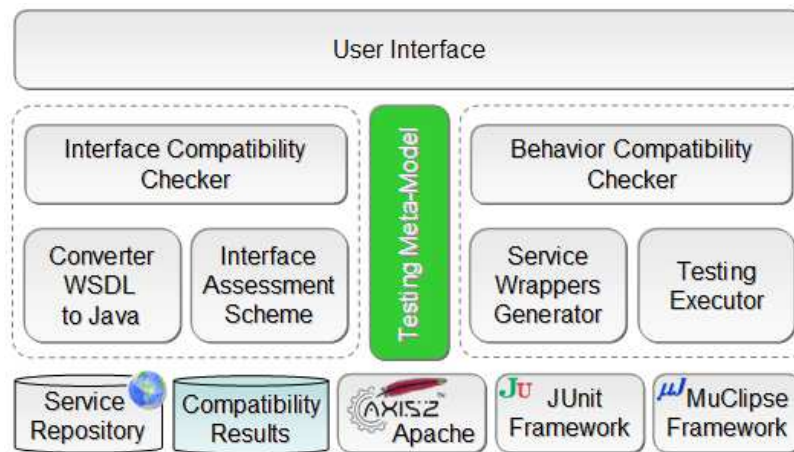 User Interface
Interface Compatibility
Checker
Converter
WSDL
to Java
Interface
Assessment
Scheme
Testing Meta-Model
Behavior Compatibility
Checker
Service
Wrappers
Generator
Testing
Executor
Service
Repository
Compatibility
Results
AXIS2
Apache
JU JUnit
Framework
μJ MuClipse
Framework